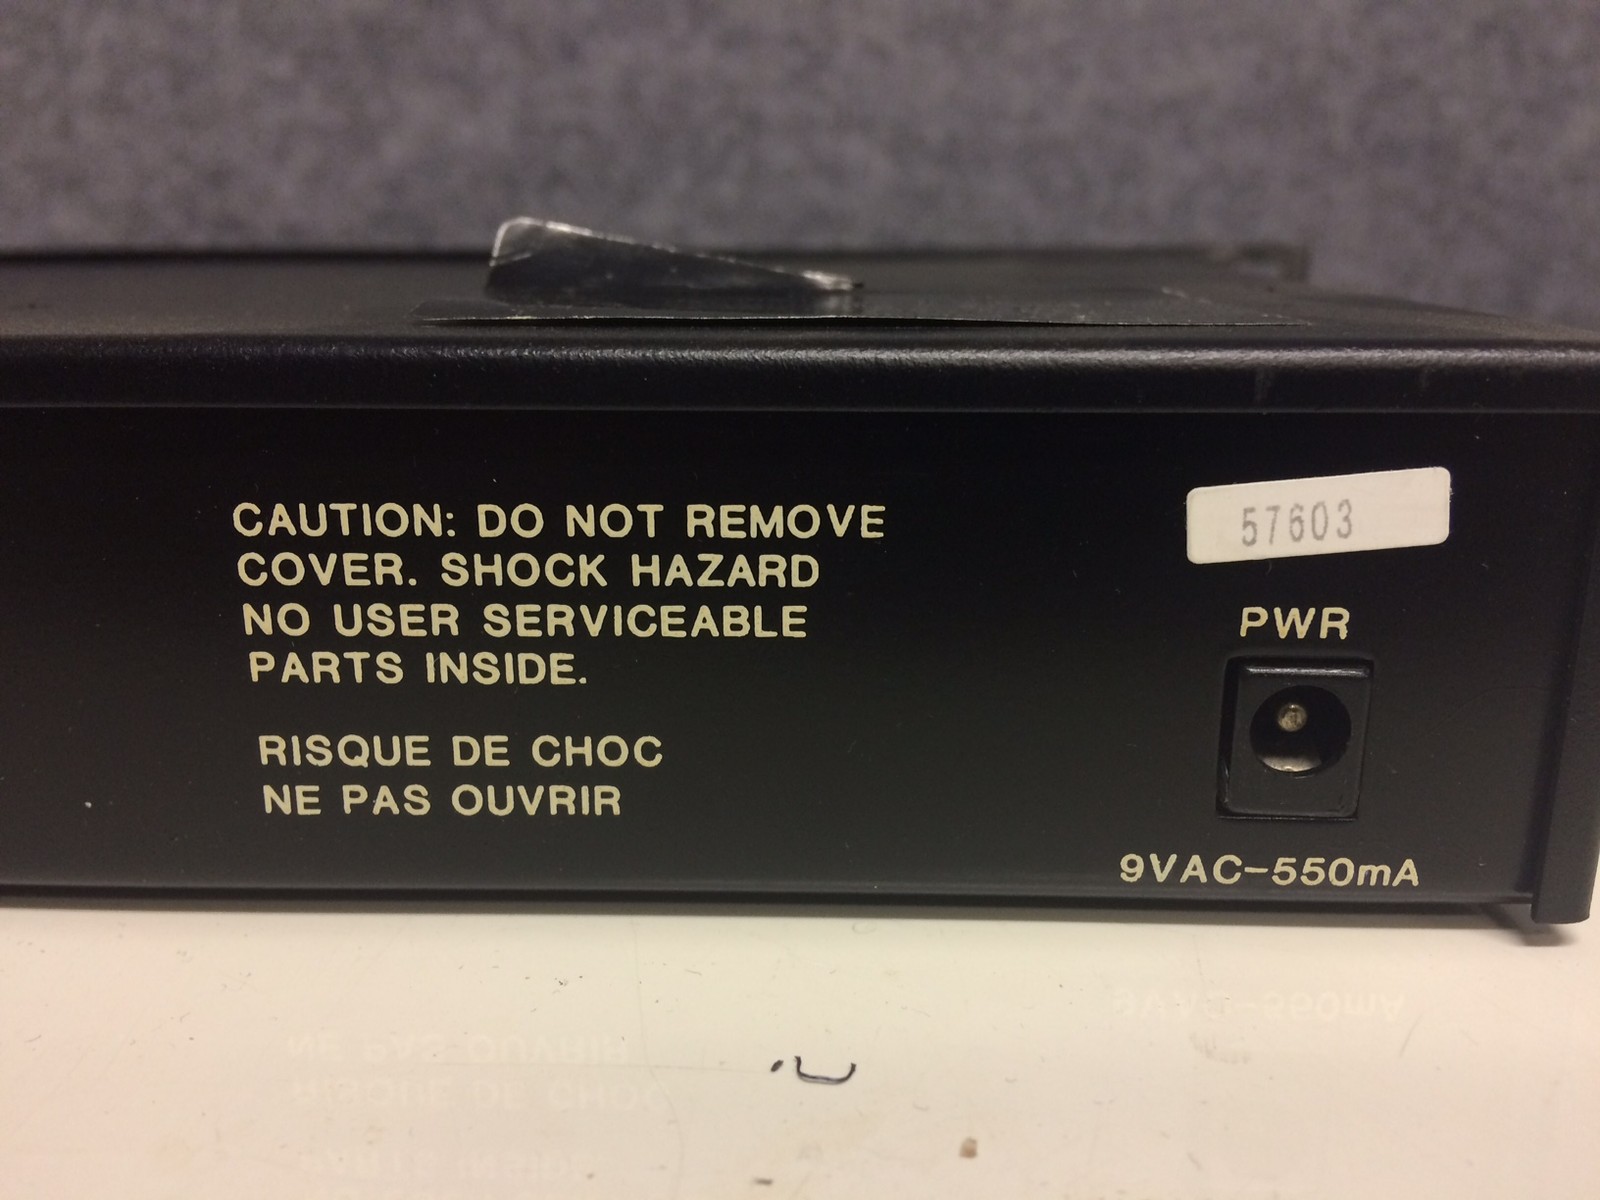 CAUTION: DO NOT REMOVE
COVER. SHOCK HAZARD
NO USER SERVICEABLE
PARTS INSIDE.
RISQUE DE CHOC
NE PAS OUVRIR
57603
PWR
9VAC-550mA